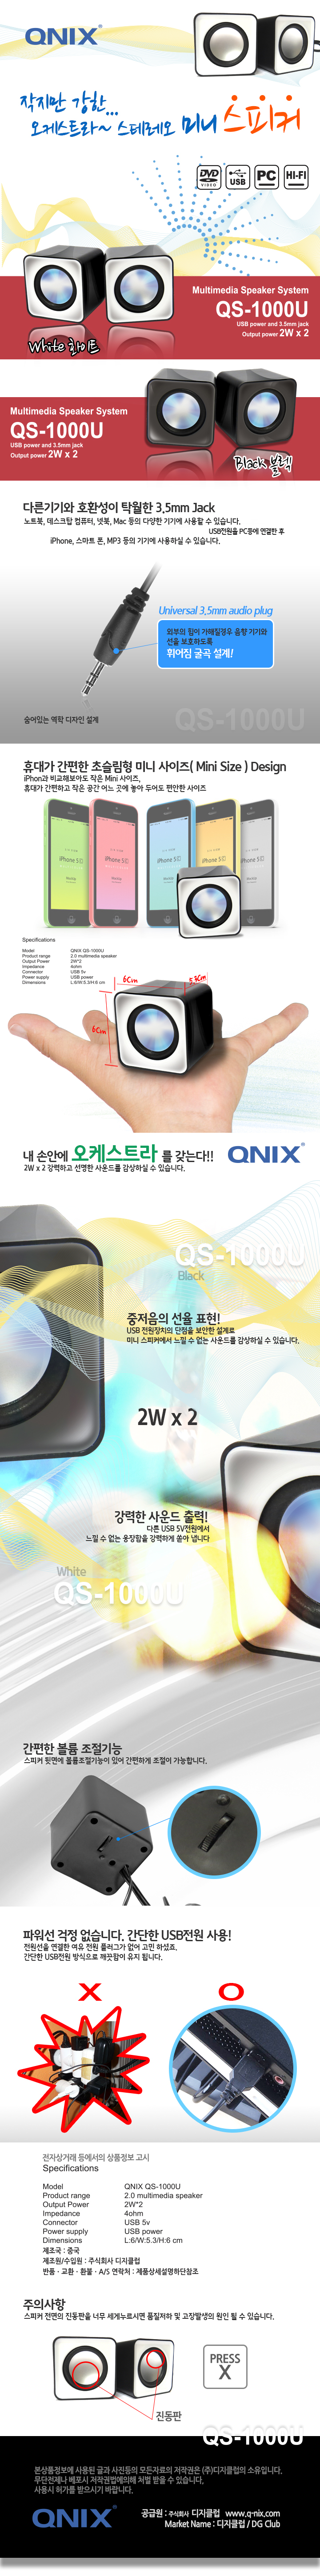 QNIX®
작지만 강한...
오케스트라~ 스테레오 미니 스피커
DVD VIDEO USB PC HI-FI
Multimedia Speaker System
QS-1000U
USB power and 3.5mm jack
Output power 2W x 2
White 화이트
Multimedia Speaker System
QS-1000U
USB power and 3.5mm jack
Output power 2W x 2
Black 블랙
다른기기와 호환성이 탁월한 3.5mm Jack
노트북, 데스크탑 컴퓨터, 넷북, Mac 등의 다양한 기기에 사용할 수 있습니다.
USB전원을 PC등에 연결한 후
iPhone, 스마트 폰, MP3 등의 기기에 사용하실 수 있습니다.
Universal 3.5mm audio plug
외부의 힘이 가해질경우 음향 기기와
선을 보호하도록
휘어짐 굴곡 설계!
숨어있는 역학 디자인 설계
QS-1000U
휴대가 간편한 초슬림형 미니 사이즈( Mini Size ) Design
iPhon과 비교해보아도 작은 Mini 사이즈,
휴대가 간편하고 작은 공간 어느 곳에 놓아 두어도 편안한 사이즈
iPhone 5c iPhone 5c iPhone 5c iPhone 5c iPhone 5c
Specifications
Model QNIX QS-1000U
Product range 2.0 multimedia speaker
Output Power 2W*2
Impedance 4ohm
Connector USB 5v
Power supply USB power
Dimensions L:6/W:5.3/H:6 cm
6Cm 5.3Cm
6Cm
내 손안에 오케스트라 를 갖는다!! QNIX®
2W x 2 강력하고 선명한 사운드를 감상하실 수 있습니다.
QS-1000U
Black
중저음의 선율 표현!
USB 전원장치의 단점을 보안한 설계로
미니 스피커에서 느낄 수 없는 사운드를 감상하실 수 있습니다.
2W x 2
강력한 사운드 출력!
다른 USB 5V전원에서
느낄 수 없는 웅장함을 강력하게 쏟아 냅니다
White
QS-1000U
간편한 볼륨 조절기능
스피커 뒷면에 볼륨조절기능이 있어 간편하게 조절이 가능합니다.
파워선 걱정 없습니다. 간단한 USB전원 사용!
전원선을 연결한 여유 전원 플러그가 없어 고민 하셨죠.
간단한 USB전원 방식으로 깨끗함이 유지 됩니다.
X O
전자상거래 등에서의 상품정보 고시
Specifications
Model QNIX QS-1000U
Product range 2.0 multimedia speaker
Output Power 2W*2
Impedance 4ohm
Connector USB 5v
Power supply USB power
Dimensions L:6/W:5.3/H:6 cm
제조국 : 중국
제조원/수입원 : 주식회사 디지클럽
반품 · 교환 · 환불 · A/S 연락처 : 제품상세설명하단참조
주의사항
스피커 전면의 진동판을 너무 세게누르시면 품질저하 및 고장발생의 원인 될 수 있습니다.
PRESS
X
진동판
QS-1000U
본상품정보에 사용된 글과 사진등의 모든자료의 저작권은 (주)디지클럽의 소유입니다.
무단전제나 베포시 저작권법에의해 처벌 받을 수 있습니다,
사용시 허가를 받으시기 바랍니다.
QNIX®
공급원 : 주식회사 디지클럽 www.q-nix.com
Market Name : 디지클럽 / DG Club